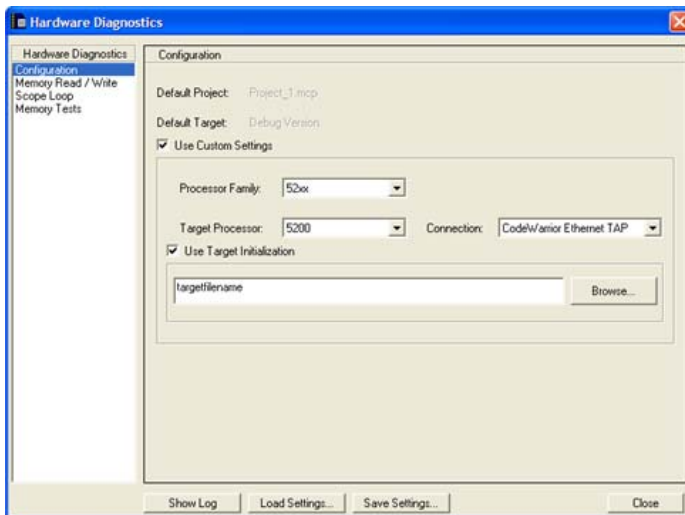 Hardware Diagnostics
Hardware Diagnostics
Configuration
Memory Read / Write
Scope Loop
Memory Tests
Configuration
Default Project: Project_1.mcp
Default Target: Debug Version
Use Custom Settings
Processor Family: 52xx
Target Processor: 5200 Connection: CodeWarrior Ethernet TAP
Use Target Initialization
targetfilename Browse...
Show Log Load Settings... Save Settings... Close